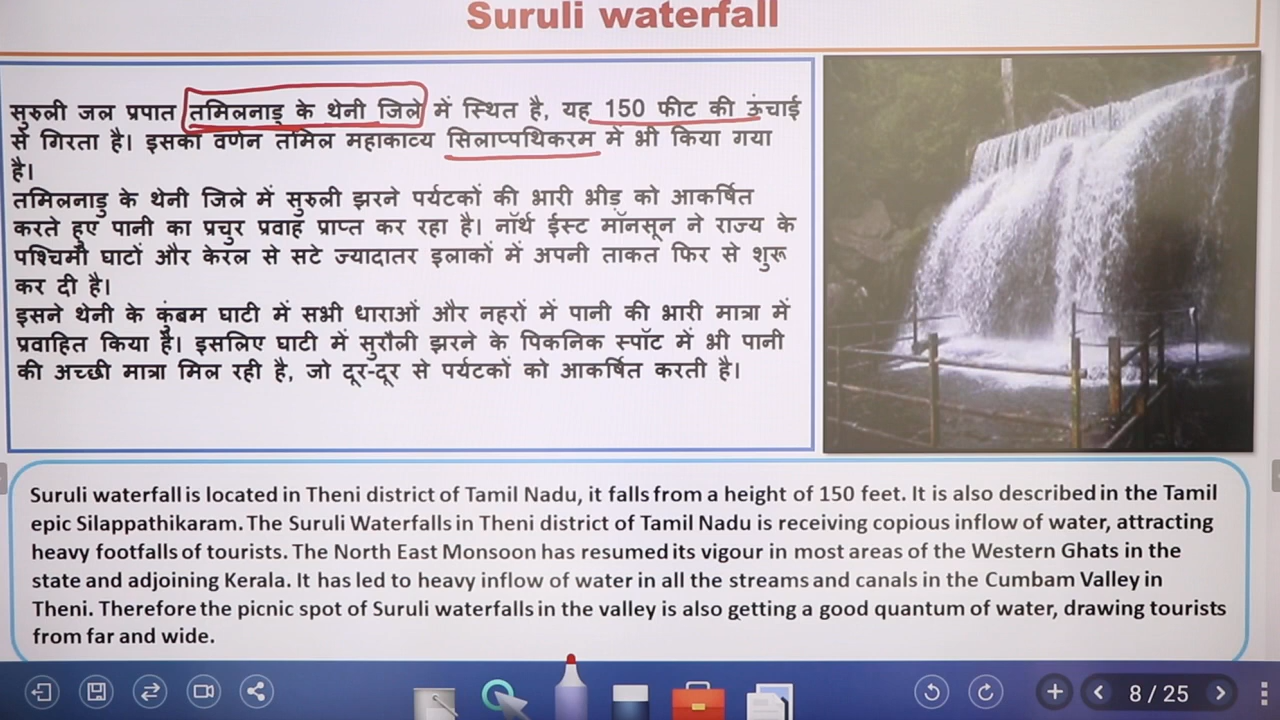 Suruli waterfall
सुरुली जल प्रपात तमिलनाडु के थेनी जिले में स्थित है, यह 150 फीट की ऊंचाई
से गिरता है। इसका वर्णन तमिल महाकाव्य सिलाप्पथिकरम में भी किया गया
है।
तमिलनाडु के थेनी जिले में सुरुली झरने पर्यटकों की भारी भीड़ को आकर्षित
करते हुए पानी का प्रचुर प्रवाह प्राप्त कर रहा है। नॉर्थ ईस्ट मॉनसून ने राज्य के
पश्चिमी घाटों और केरल से सटे ज्यादातर इलाकों में अपनी ताकत फिर से शुरू
कर दी है।
इसने थेनी के कुंबम घाटी में सभी धाराओं और नहरों में पानी की भारी मात्रा में
प्रवाहित किया है। इसलिए घाटी में सुरौली झरने के पिकनिक स्पॉट में भी पानी
की अच्छी मात्रा मिल रही है, जो दूर-दूर से पर्यटकों को आकर्षित करती है।
Suruli waterfall is located in Theni district of Tamil Nadu, it falls from a height of 150 feet. It is also described in the Tamil
epic Silappathikaram. The Suruli Waterfalls in Theni district of Tamil Nadu is receiving copious inflow of water, attracting
heavy footfalls of tourists. The North East Monsoon has resumed its vigour in most areas of the Western Ghats in the
state and adjoining Kerala. It has led to heavy inflow of water in all the streams and canals in the Cumbam Valley in
Theni. Therefore the picnic spot of Suruli waterfalls in the valley is also getting a good quantum of water, drawing tourists
from far and wide.
8 / 25